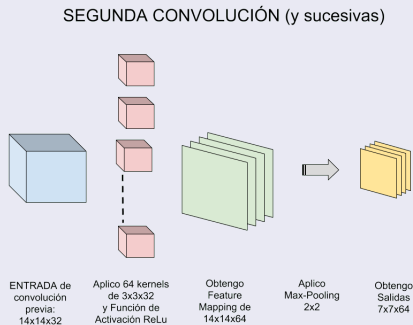 SEGUNDA CONVOLUCIÓN (y sucesivas)
ENTRADA de
convolución
previa:
14x14x32
Aplico 64 kernels
de 3x3x32
y Función de
Activación ReLu
Obtengo
Feature
Mapping de
14x14x64
Aplico
Max-Pooling
2x2
Obtengo
Salidas
7x7x64